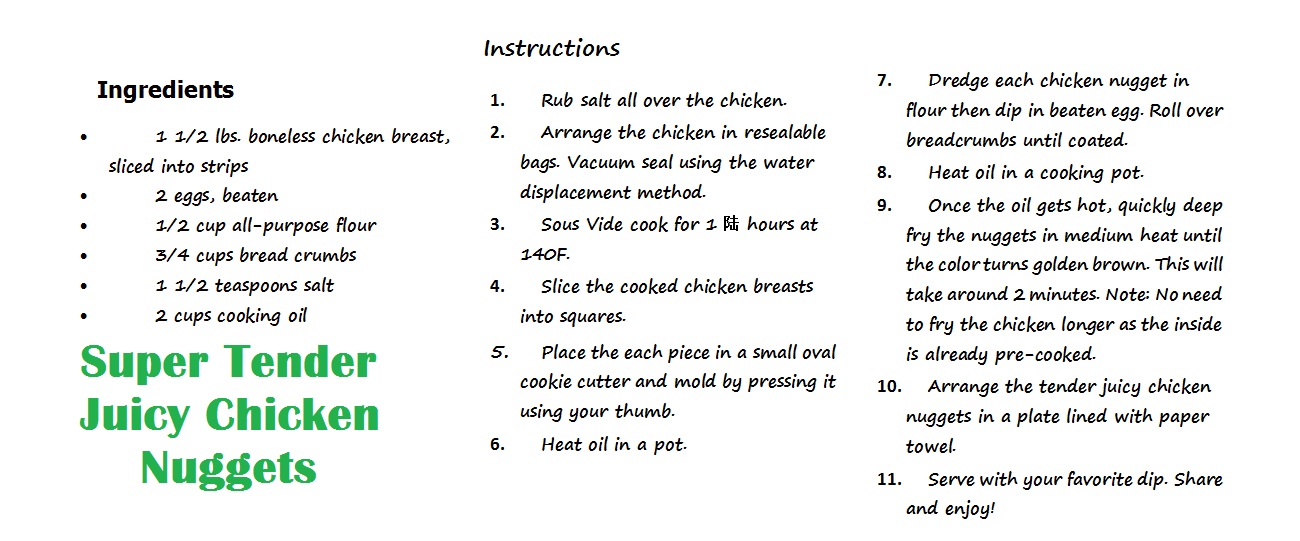 Ingredients
• 1 1/2 lbs. boneless chicken breast,
sliced into strips
• 2 eggs, beaten
• 1/2 cup all-purpose flour
• 3/4 cups bread crumbs
• 1 1/2 teaspoons salt
• 2 cups cooking oil
Super Tender
Juicy Chicken
Nuggets
Instructions
1. Rub salt all over the chicken.
2. Arrange the chicken in resealable
bags. Vacuum seal using the water
displacement method.
3. Sous Vide cook for 1 陆 hours at
140F.
4. Slice the cooked chicken breasts
into squares.
5. Place the each piece in a small oval
cookie cutter and mold by pressing it
using your thumb.
6. Heat oil in a pot.
7. Dredge each chicken nugget in
flour then dip in beaten egg. Roll over
breadcrumbs until coated.
8. Heat oil in a cooking pot.
9. Once the oil gets hot, quickly deep
fry the nuggets in medium heat until
the color turns golden brown. This will
take around 2 minutes. Note: No need
to fry the chicken longer as the inside
is already pre-cooked.
10. Arrange the tender juicy chicken
nuggets in a plate lined with paper
towel.
11. Serve with your favorite dip. Share
and enjoy!